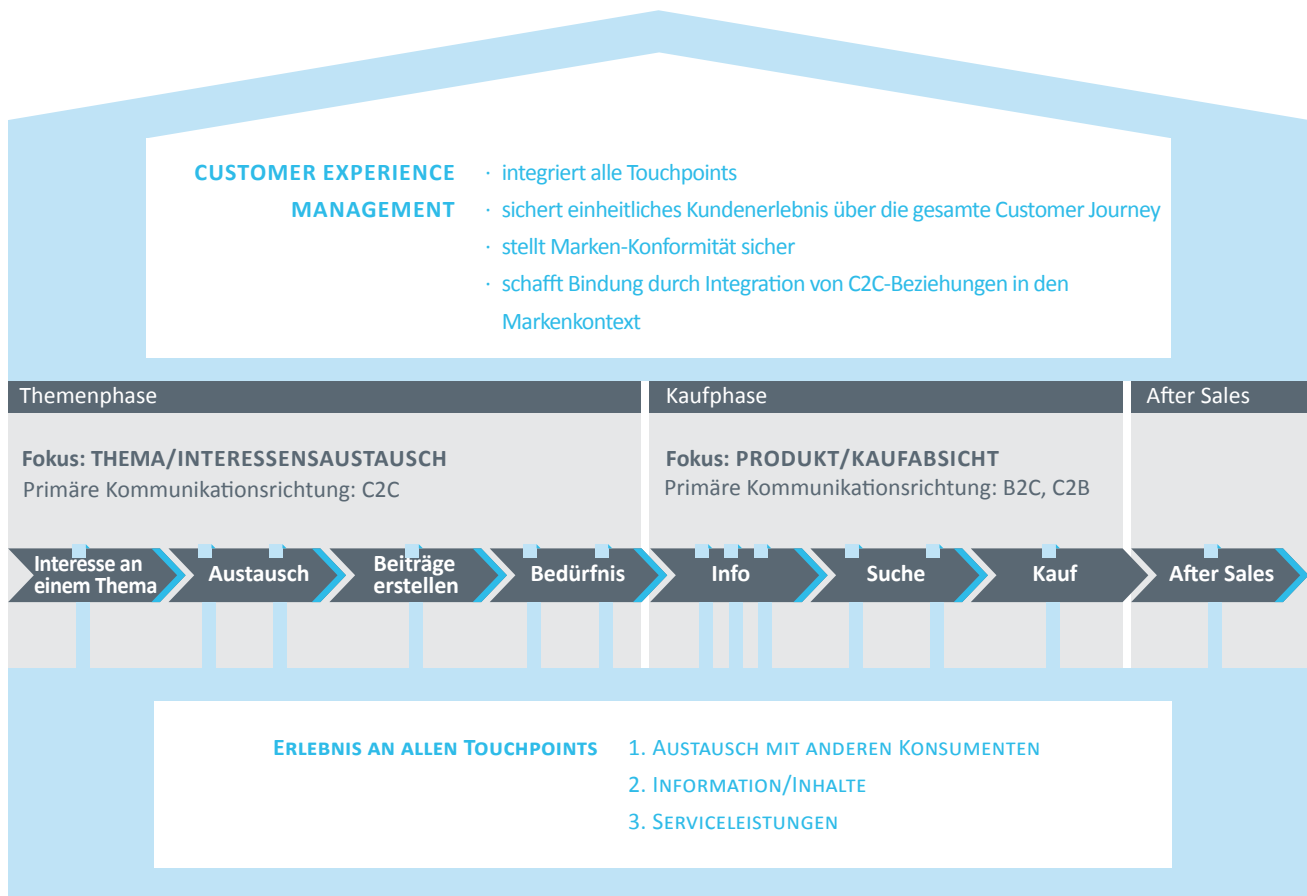 CUSTOMER EXPERIENCE
MANAGEMENT
· integriert alle Touchpoints
· sichert einheitliches Kundenerlebnis über die gesamte Customer Journey
· stellt Marken-Konformität sicher
· schafft Bindung durch Integration von C2C-Beziehungen in den
Markenkontext
Themenphase
Kaufphase
After Sales
Fokus: THEMA/INTERESSENSAUSTAUSCH
Primäre Kommunikationsrichtung: C2C
Fokus: PRODUKT/KAUFABSICHT
Primäre Kommunikationsrichtung: B2C, C2B
Interesse an
einem Thema
Austausch
Beiträge
erstellen
Bedürfnis
Info
Suche
Kauf
After Sales
ERLEBNIS AN ALLEN TOUCHPOINTS
1. AUSTAUSCH MIT ANDEREN KONSUMENTEN
2. INFORMATION/INHALTE
3. SERVICELEISTUNGEN